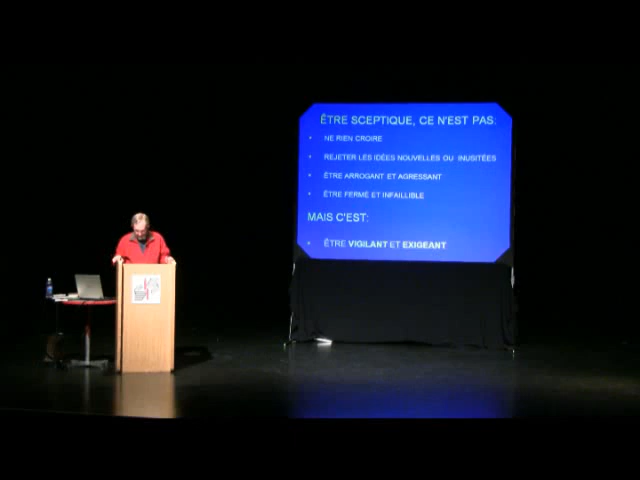 ÊTRE SCEPTIQUE, CE N'EST PAS:
• NE RIEN CROIRE
• REJETER LES IDÉES NOUVELLES OU INUSITÉES
• ÊTRE ARROGANT ET AGRESSANT
• ÊTRE FERMÉ ET INFAILLIBLE
MAIS C'EST:
• ÊTRE VIGILANT ET EXIGEANT